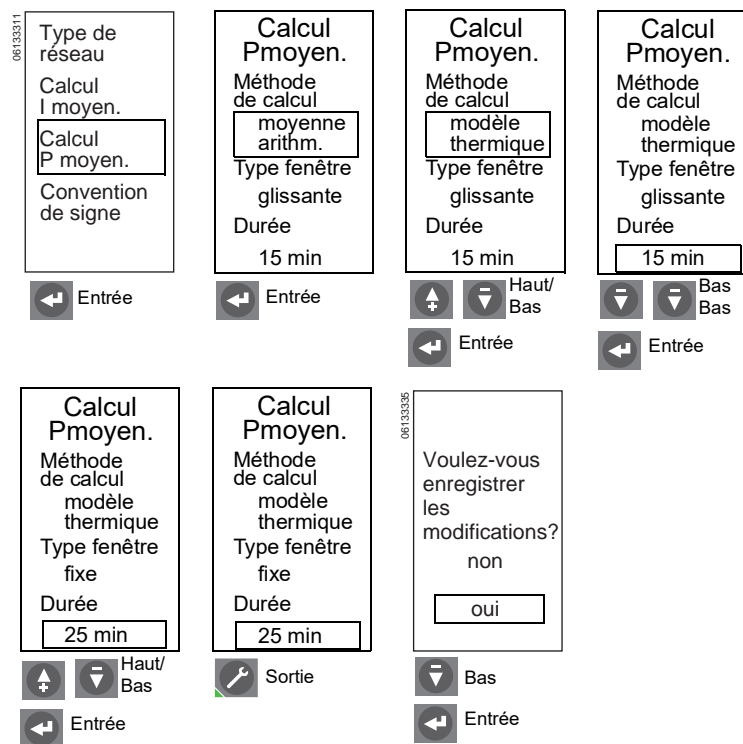 06133311
Type de
réseau
Calcul
I moyen.
Calcul
P moyen.
Convention
de signe
Entrée
Calcul
Pmoyen.
Méthode
de calcul
moyenne
arithm.
Type fenêtre
glissante
Durée
15 min
Entrée
Calcul
Pmoyen.
Méthode
de calcul
modèle
thermique
Type fenêtre
glissante
Durée
15 min
Haut/
Bas
Entrée
Calcul
Pmoyen.
Méthode
de calcul
modèle
thermique
Type fenêtre
glissante
Durée
15 min
Bas
Bas
Entrée
Calcul
Pmoyen.
Méthode
de calcul
modèle
thermique
Type fenêtre
fixe
Durée
25 min
Haut/
Bas
Entrée
Calcul
Pmoyen.
Méthode
de calcul
modèle
thermique
Type fenêtre
fixe
Durée
25 min
Sortie
06133335
Voulez-vous
enregistrer
les
modifications?
non
oui
Bas
Entrée